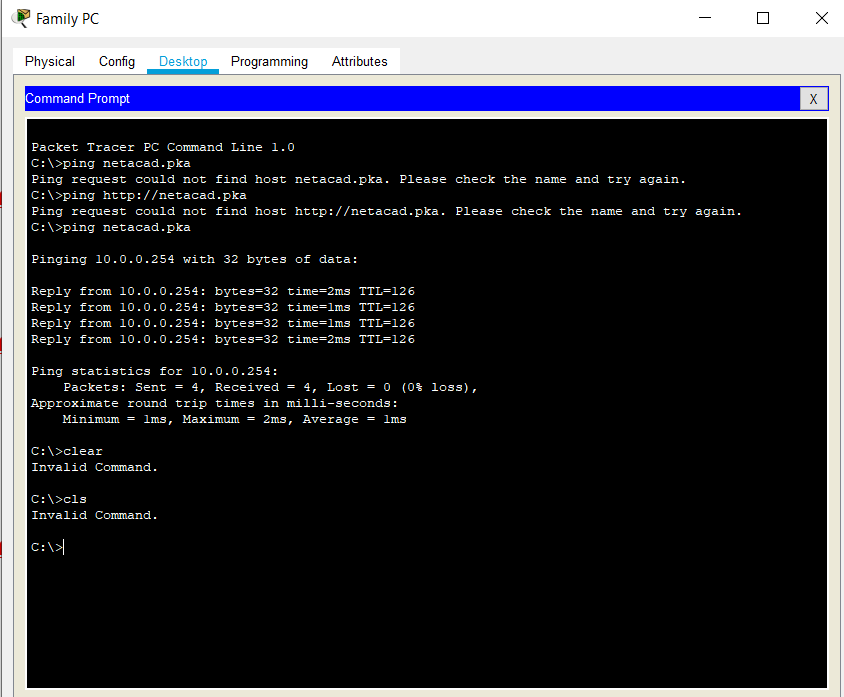 Family PC
Physical Config Desktop Programming Attributes
Command Prompt X
Packet Tracer PC Command Line 1.0
C:\>ping netacad.pka
Ping request could not find host netacad.pka. Please check the name and try again.
C:\>ping http://netacad.pka
Ping request could not find host http://netacad.pka. Please check the name and try again.
C:\>ping netacad.pka
Pinging 10.0.0.254 with 32 bytes of data:
Reply from 10.0.0.254: bytes=32 time=2ms TTL=126
Reply from 10.0.0.254: bytes=32 time=1ms TTL=126
Reply from 10.0.0.254: bytes=32 time=1ms TTL=126
Reply from 10.0.0.254: bytes=32 time=2ms TTL=126
Ping statistics for 10.0.0.254:
    Packets: Sent = 4, Received = 4, Lost = 0 (0% loss),
Approximate round trip times in milli-seconds:
    Minimum = 1ms, Maximum = 2ms, Average = 1ms
C:\>clear
Invalid Command.
C:\>cls
Invalid Command.
C:\>